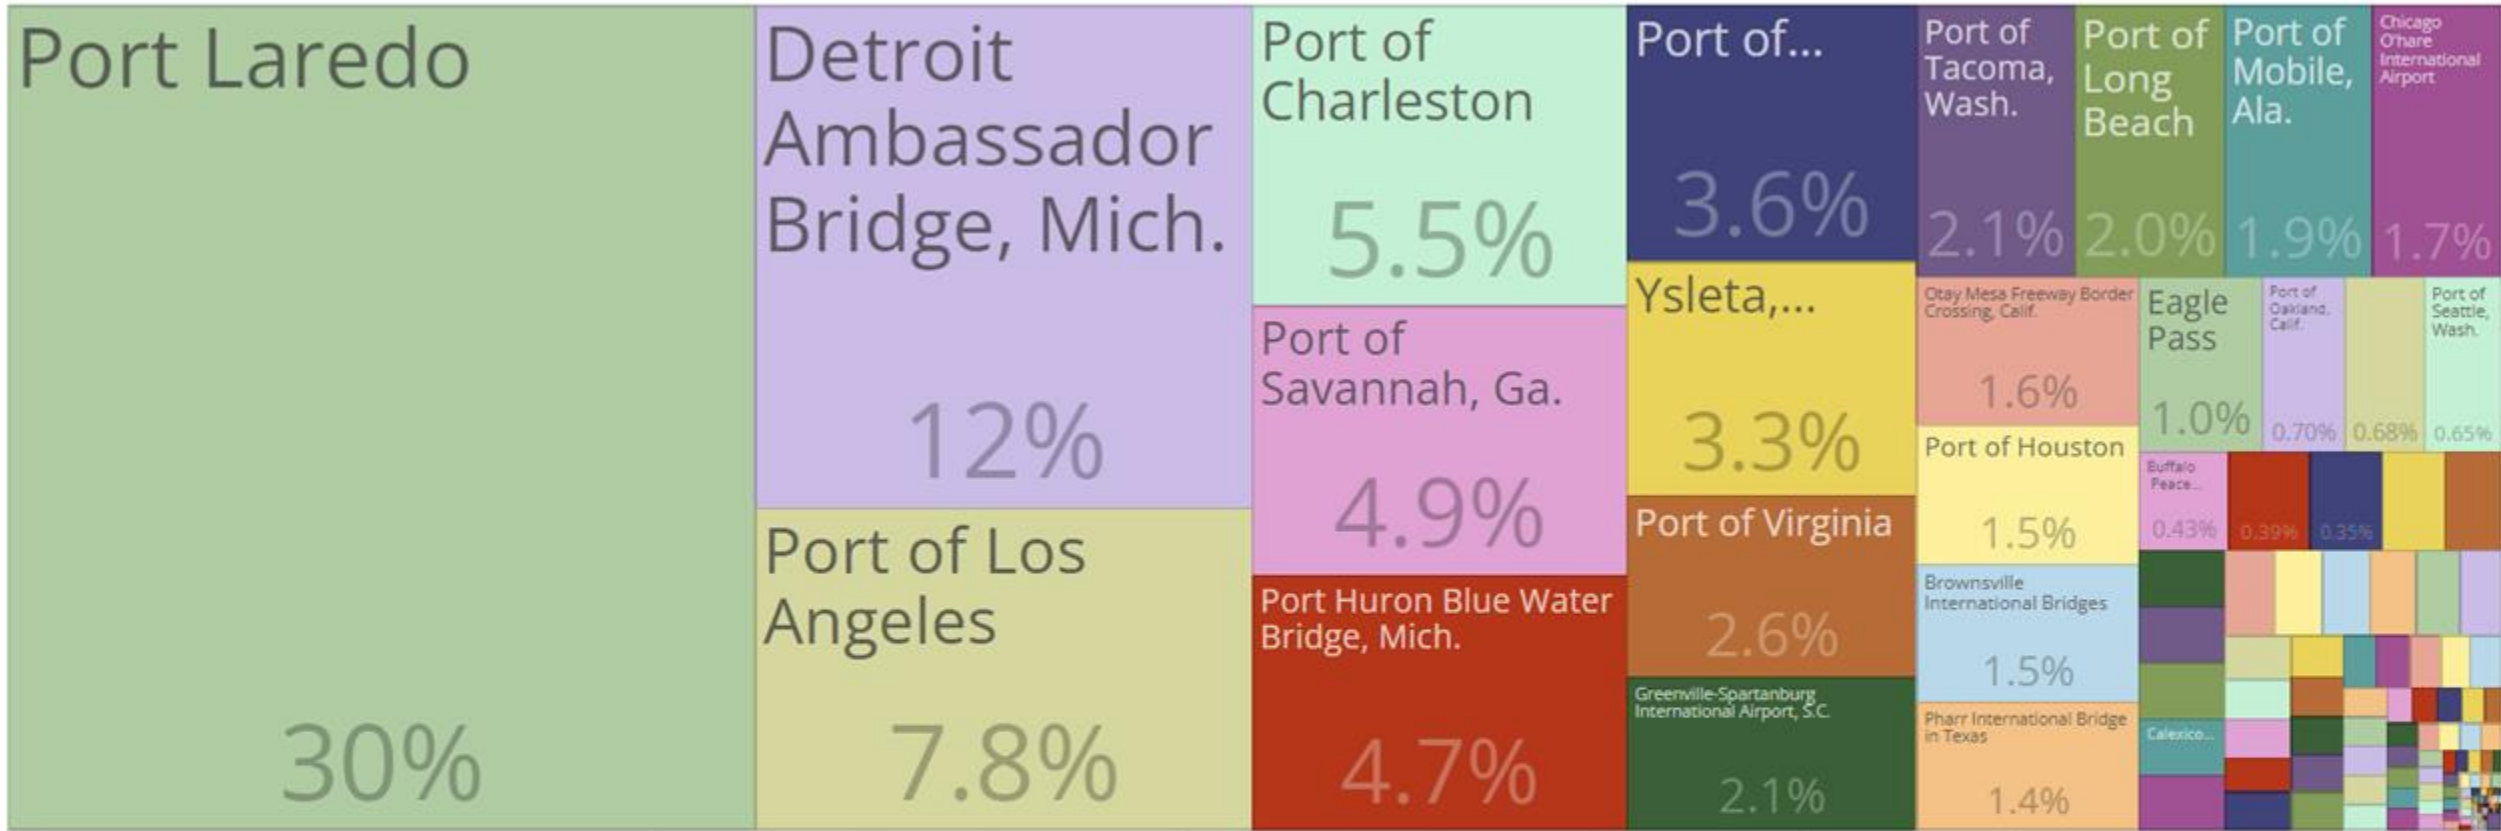 Port Laredo
30%
Detroit
Ambassador
Bridge, Mich.
12%
Port of Los
Angeles
7.8%
Port of
Charleston
5.5%
Port of
Savannah, Ga.
4.9%
Port Huron Blue Water
Bridge, Mich.
4.7%
Port of...
3.6%
Ysleta,...
3.3%
Port of Virginia
2.6%
Greenville-Spartanburg
International Airport, S.C.
2.1%
Port of
Tacoma,
Wash.
2.1%
Port of
Long
Beach
2.0%
Port of
Mobile,
Ala.
1.9%
Chicago
O'hare
International
Airport
1.7%
Otay Mesa Freeway Border
Crossing, Calif.
1.6%
Port of Houston
1.5%
Brownsville
International Bridges
1.5%
Pharr International Bridge
in Texas
1.4%
Eagle
Pass
1.0%
Port of
Oakland,
Calif.
0.70%
0.68%
Port of
Seattle,
Wash.
0.65%
Buffalo
Peace...
0.43%
0.39%
0.35%
Calexico...